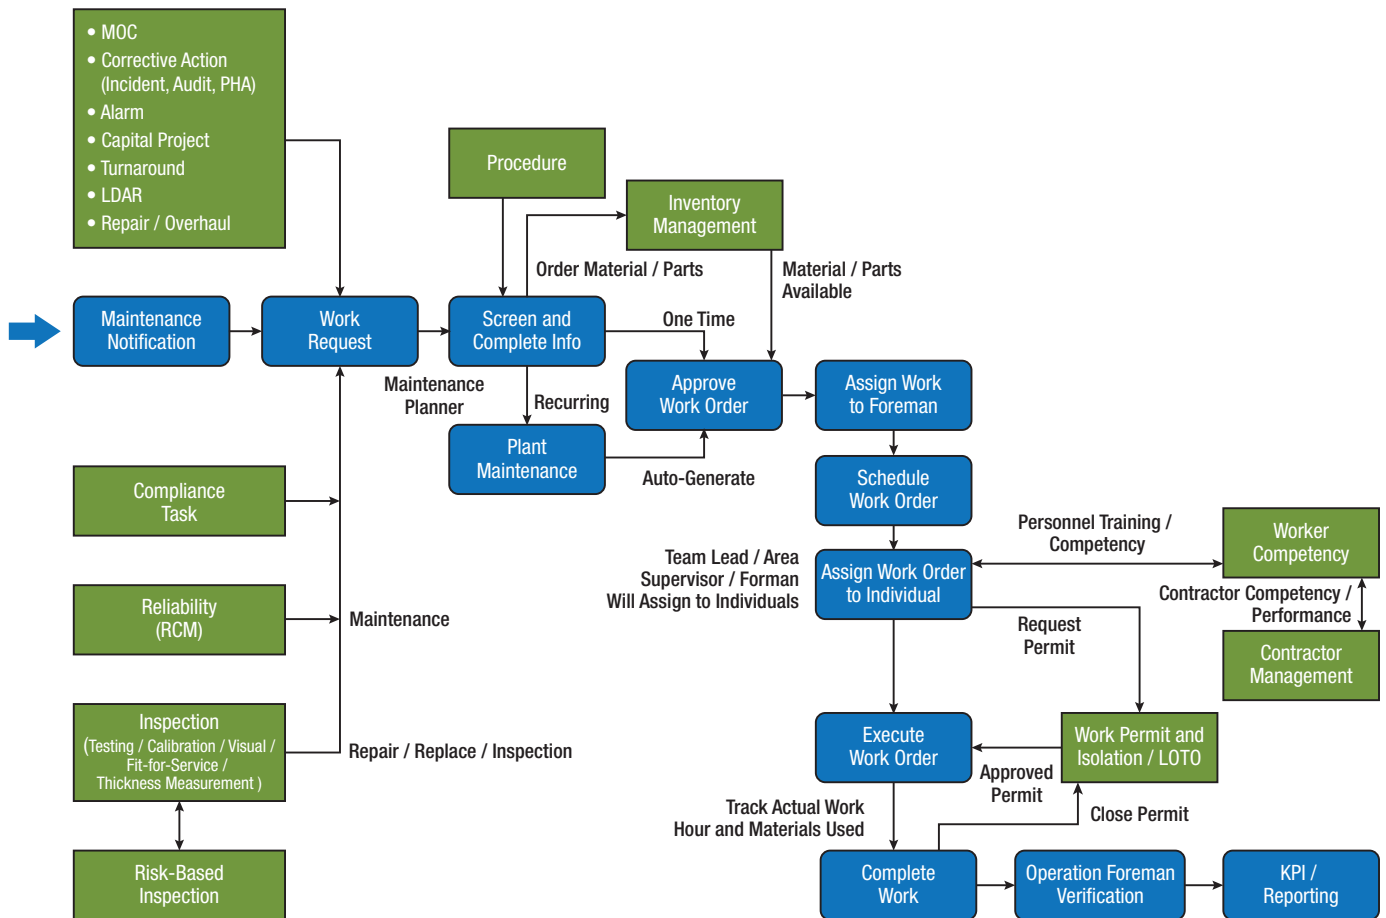 • MOC
• Corrective Action
(Incident, Audit, PHA)
• Alarm
• Capital Project
• Turnaround
• LDAR
• Repair / Overhaul
Procedure
Inventory
Management
Order Material / Parts
Material / Parts
Available
Maintenance
Notification
Work
Request
Screen and
Complete Info
One Time
Maintenance
Planner
Recurring
Approve
Work Order
Assign Work
to Foreman
Plant
Maintenance
Auto-Generate
Schedule
Work Order
Compliance
Task
Team Lead / Area
Supervisor / Forman
Will Assign to Individuals
Assign Work Order
to Individual
Personnel Training /
Competency
Worker
Competency
Contractor Competency /
Performance
Reliability
(RCM)
Maintenance
Request
Permit
Contractor
Management
Inspection
(Testing / Calibration / Visual /
Fit-for-Service /
Thickness Measurement )
Repair / Replace / Inspection
Execute
Work Order
Work Permit and
Isolation / LOTO
Approved
Permit
Track Actual Work
Hour and Materials Used
Close Permit
Risk-Based
Inspection
Complete
Work
Operation Foreman
Verification
KPI /
Reporting